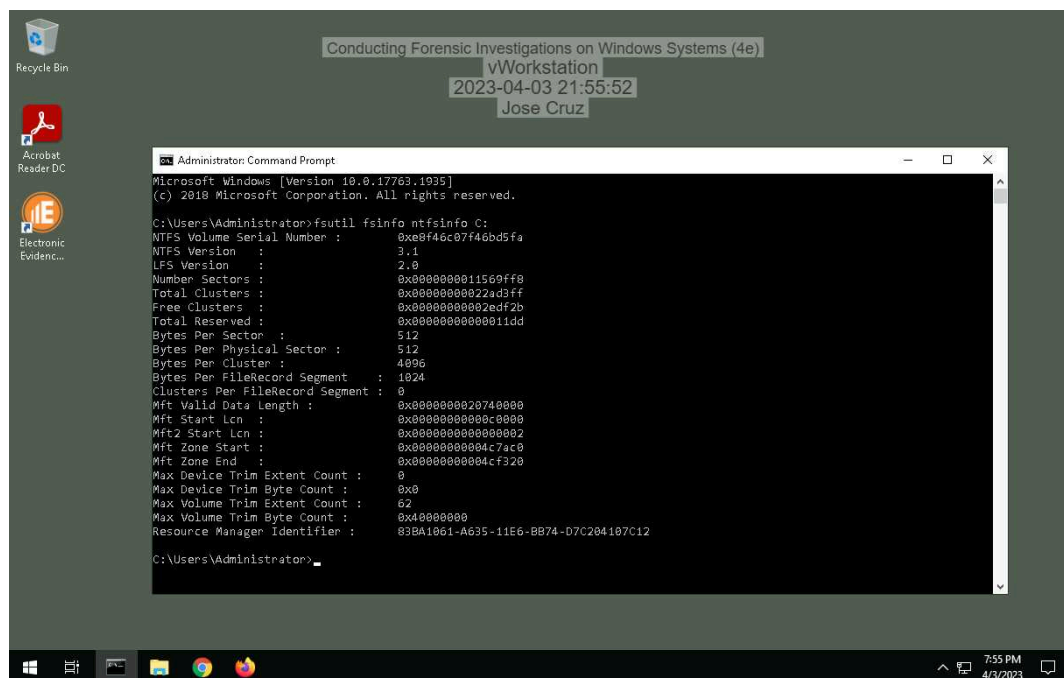 Recycle Bin
Acrobat
Reader DC
Electronic
Evidenc...
Conducting Forensic Investigations on Windows Systems (4e)
vWorkstation
2023-04-03 21:55:52
Jose Cruz
Administrator: Command Prompt
Microsoft Windows [Version 10.0.17763.1935]
(c) 2018 Microsoft Corporation. All rights reserved.
C:\Users\Administrator>fsutil fsinfo ntfsinfo C:
NTFS Volume Serial Number : 0xe8f46c07f46bd5fa
NTFS Version : 3.1
LFS Version : 2.0
Number Sectors : 0x0000000011569ff8
Total Clusters : 0x00000000022ad3ff
Free Clusters : 0x00000000002edf2b
Total Reserved : 0x00000000000011dd
Bytes Per Sector : 512
Bytes Per Physical Sector : 512
Bytes Per Cluster : 4096
Bytes Per FileRecord Segment : 1024
Clusters Per FileRecord Segment : 0
Mft Valid Data Length : 0x0000000020740000
Mft Start Lcn : 0x00000000000c0000
Mft2 Start Lcn : 0x0000000000000002
Mft Zone Start : 0x00000000004c7ac0
Mft Zone End : 0x00000000004cf320
Max Device Trim Extent Count : 0
Max Device Trim Byte Count : 0x0
Max Volume Trim Extent Count : 62
Max Volume Trim Byte Count : 0x40000000
Resource Manager Identifier : 83BA1061-A635-11E6-BB74-D7C204107C12
C:\Users\Administrator>
7:55 PM
4/3/2023